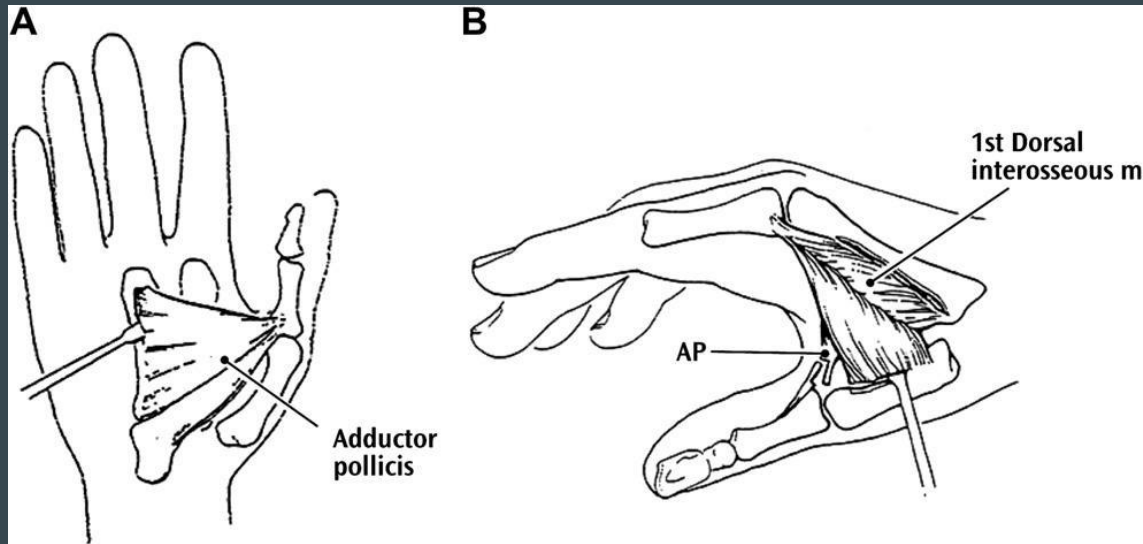 A
B
1st Dorsal
interosseous m
AP
Adductor
pollicis